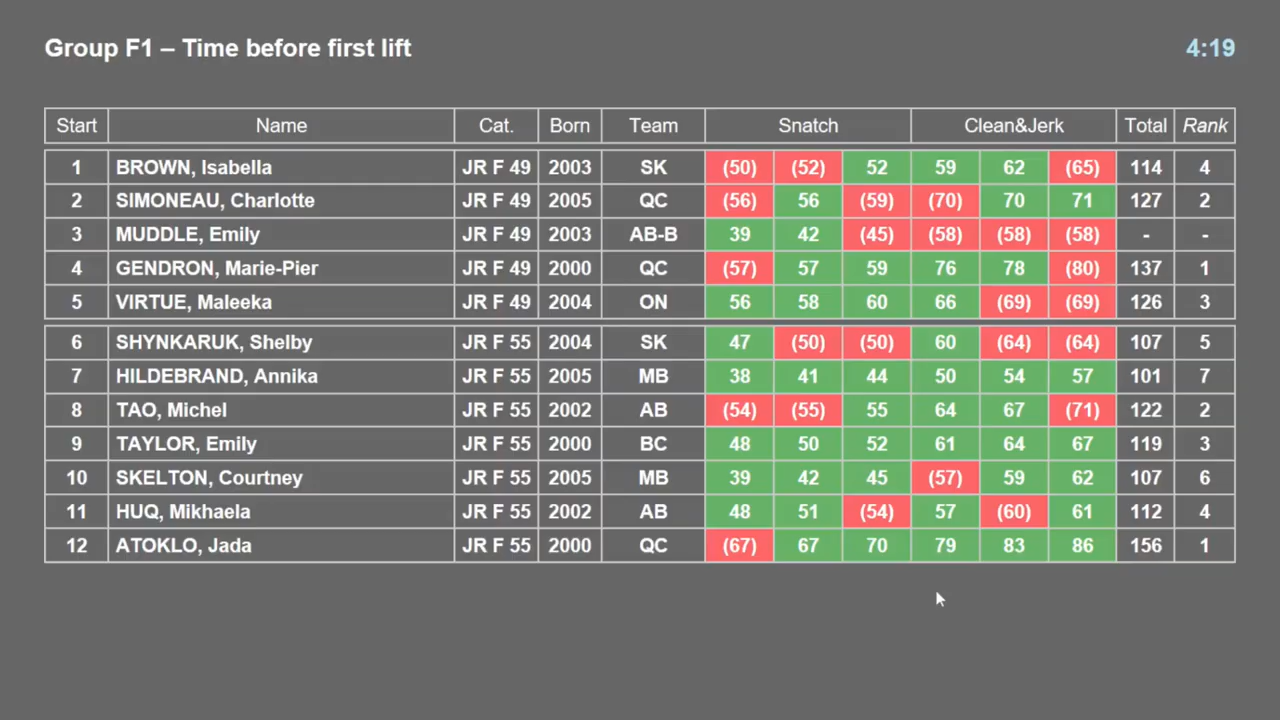 Group F1 – Time before first lift 4:19
Start Name Cat. Born Team Snatch Clean&Jerk Total Rank
1 BROWN, Isabella JR F 49 2003 SK (50) (52) 52 59 62 (65) 114 4
2 SIMONEAU, Charlotte JR F 49 2005 QC (56) 56 (59) (70) 70 71 127 2
3 MUDDLE, Emily JR F 49 2003 AB-B 39 42 (45) (58) (58) (58) - -
4 GENDRON, Marie-Pier JR F 49 2000 QC (57) 57 59 76 78 (80) 137 1
5 VIRTUE, Maleeka JR F 49 2004 ON 56 58 60 66 (69) (69) 126 3
6 SHYNKARUK, Shelby JR F 55 2004 SK 47 (50) (50) 60 (64) (64) 107 5
7 HILDEBRAND, Annika JR F 55 2005 MB 38 41 44 50 54 57 101 7
8 TAO, Michel JR F 55 2002 AB (54) (55) 55 64 67 (71) 122 2
9 TAYLOR, Emily JR F 55 2000 BC 48 50 52 61 64 67 119 3
10 SKELTON, Courtney JR F 55 2005 MB 39 42 45 (57) 59 62 107 6
11 HUQ, Mikhaela JR F 55 2002 AB 48 51 (54) 57 (60) 61 112 4
12 ATOKLO, Jada JR F 55 2000 QC (67) 67 70 79 83 86 156 1